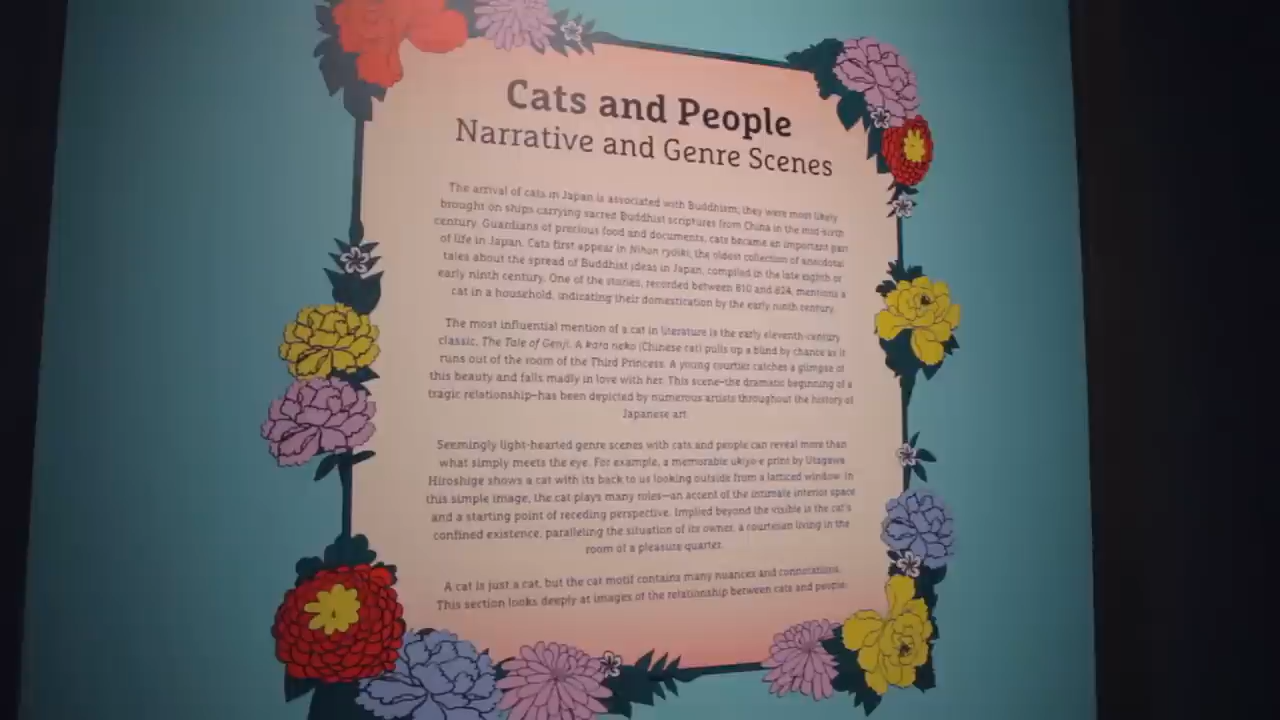 Cats and People
Narrative and Genre Scenes
The arrival of cats in Japan is associated with Buddhism; they were most likely
brought on ships carrying sacred Buddhist scriptures from China in the mid-sixth
century. Guardians of precious food and documents, cats became an important part
of life in Japan. Cats first appear in Nihon ryōiki, the oldest collection of anecdotal
tales about the spread of Buddhist ideas in Japan, compiled in the late eighth or
early ninth century. One of the stories, recorded between 810 and 824, mentions a
cat in a household, indicating their domestication by the early ninth century.
The most influential mention of a cat in literature is the early eleventh-century
classic, The Tale of Genji. A kara neko (Chinese cat) pulls up a blind by chance as it
runs out of the room of the Third Princess. A young courtier catches a glimpse of
this beauty and falls madly in love with her. This scene—the dramatic beginning of a
tragic relationship—has been depicted by numerous artists throughout the history of
Japanese art.
Seemingly light-hearted genre scenes with cats and people can reveal more than
what simply meets the eye. For example, a memorable ukiyo-e print by Utagawa
Hiroshige shows a cat with its back to us looking outside from a latticed window. In
this simple image, the cat plays many roles—an accent of the intimate interior space
and a starting point of receding perspective. Implied beyond the visible is the cat's
confined existence, paralleling the situation of its owner, a courtesan living in the
room of a pleasure quarter.
A cat is just a cat, but the cat motif contains many nuances and connotations.
This section looks deeply at images of the relationship between cats and people.